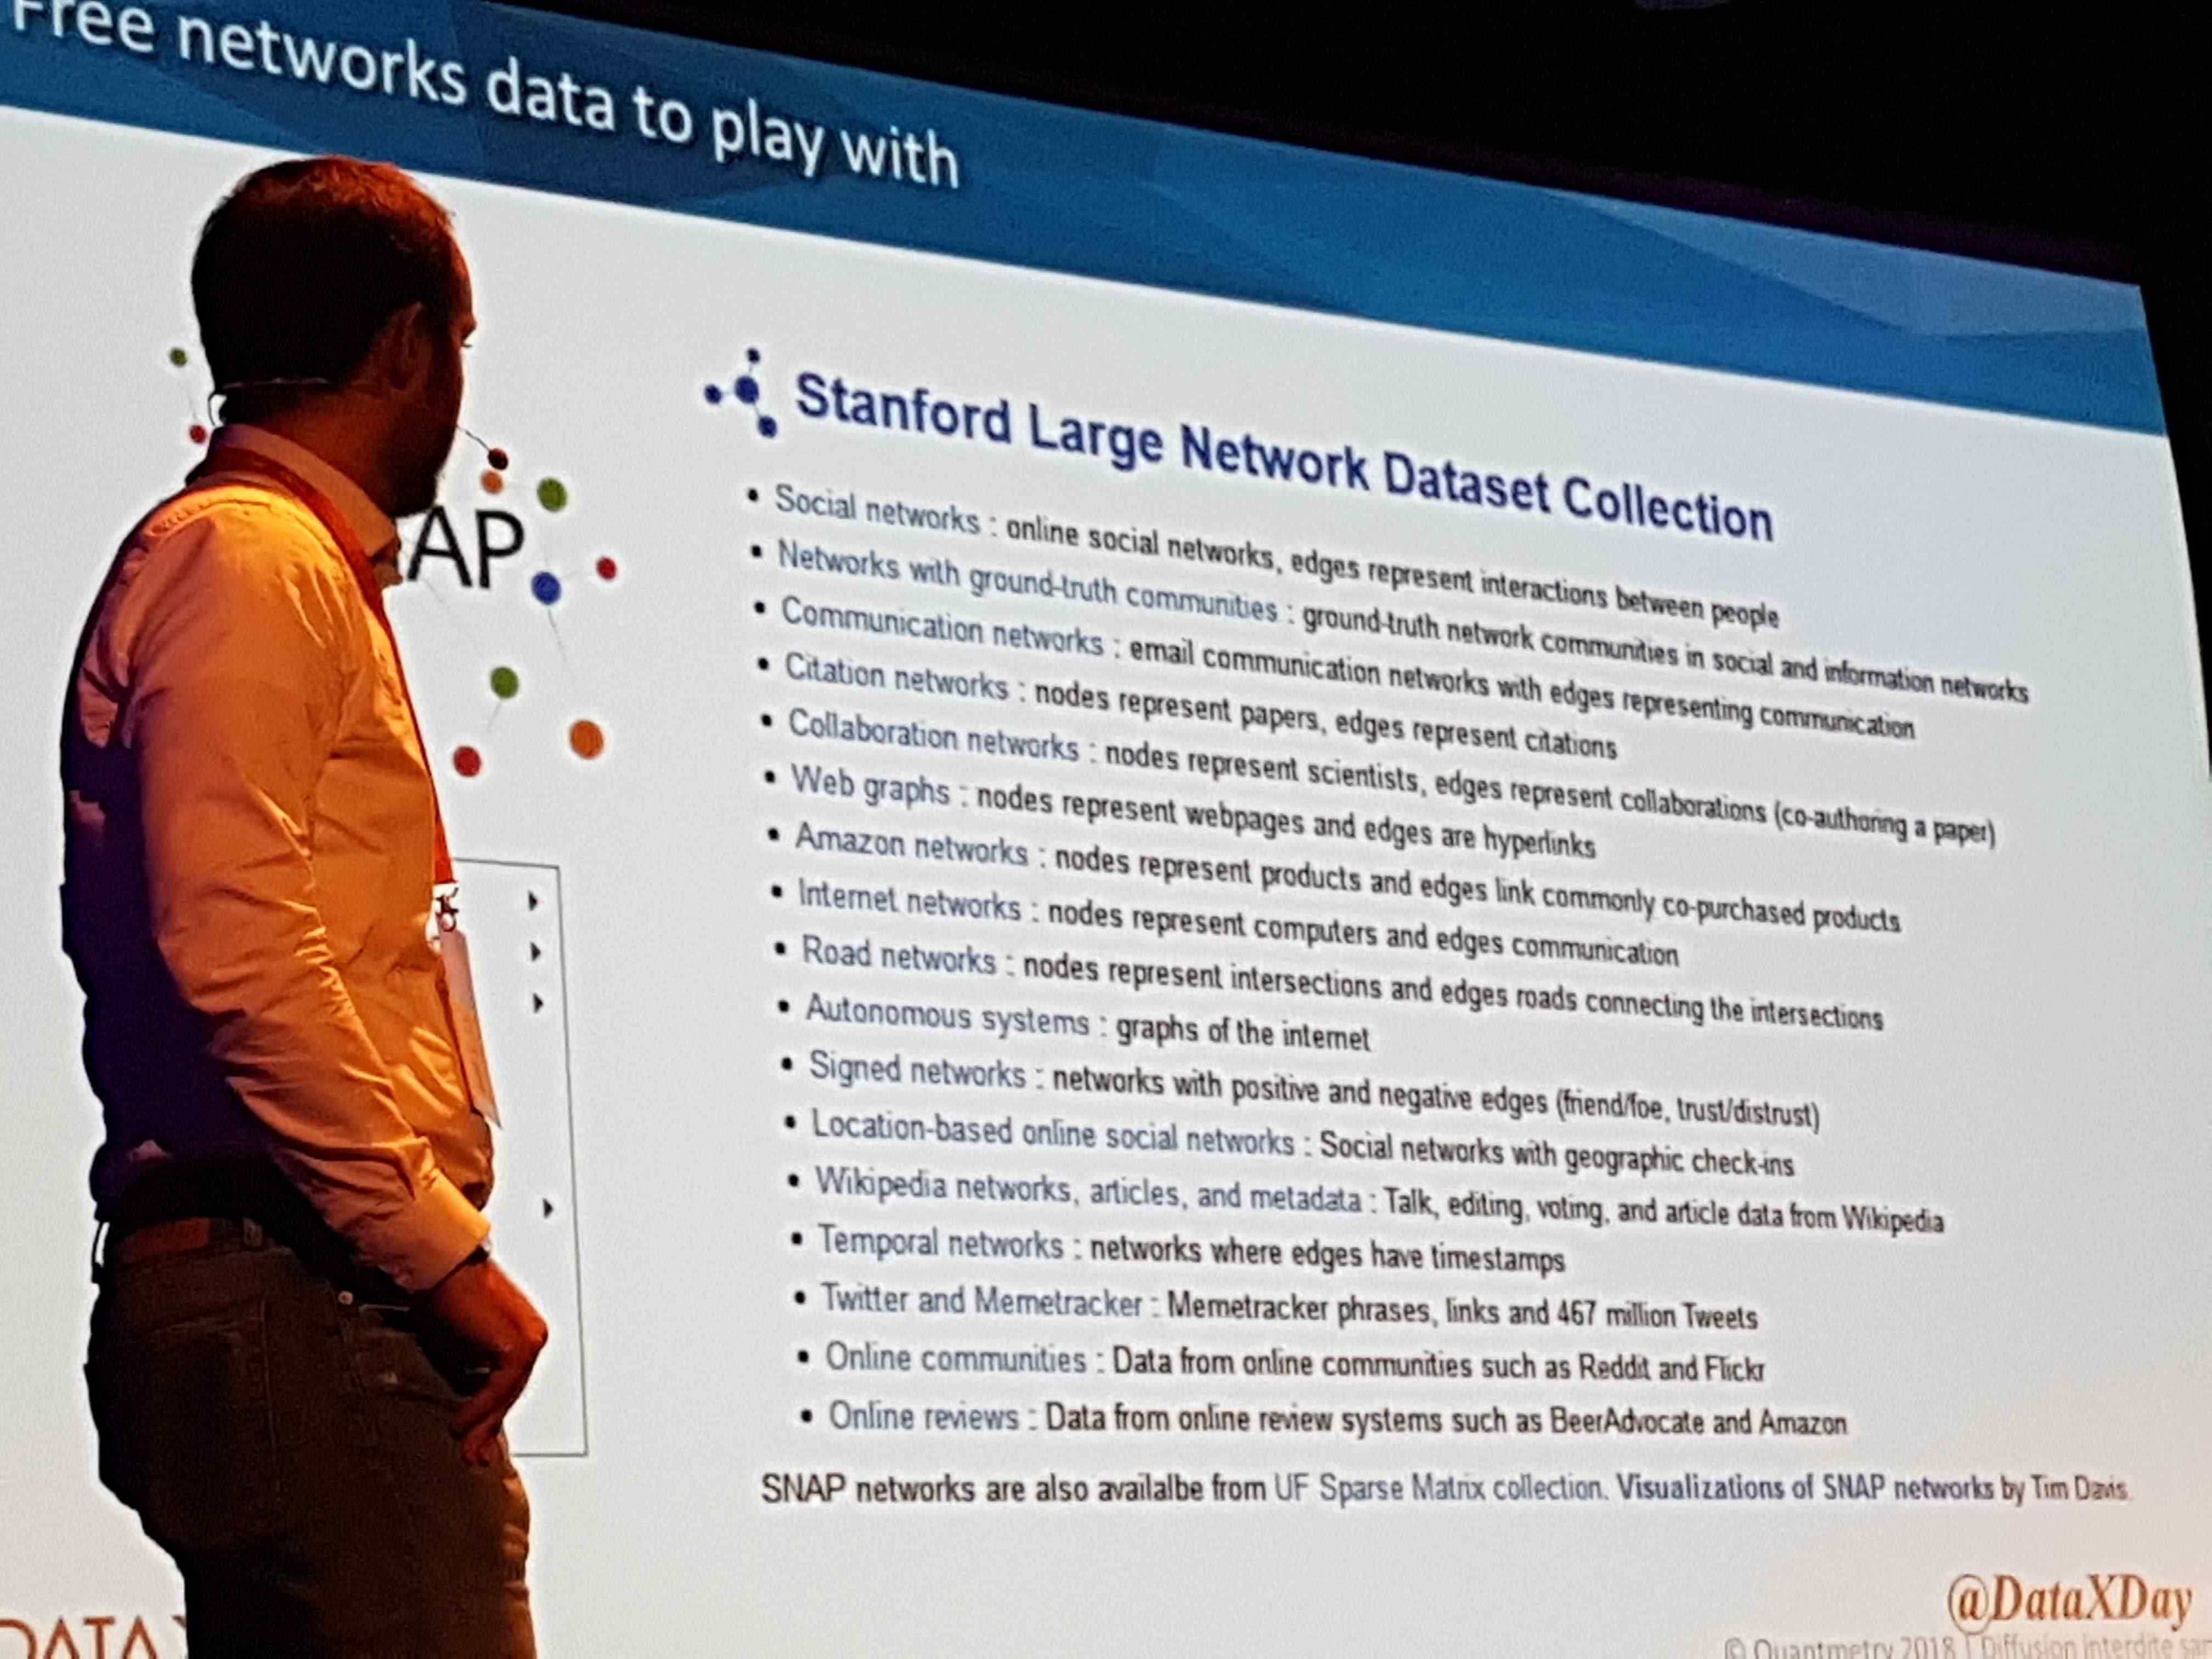 Free networks data to play with
AP
Stanford Large Network Dataset Collection
• Social networks : online social networks, edges represent interactions between people
• Networks with ground-truth communities : ground-truth network communities in social and information networks
• Communication networks : email communication networks with edges representing communication
• Citation networks : nodes represent papers, edges represent citations
• Collaboration networks : nodes represent scientists, edges represent collaborations (co-authoring a paper)
• Web graphs : nodes represent webpages and edges are hyperlinks
• Amazon networks : nodes represent products and edges link commonly co-purchased products
• Internet networks : nodes represent computers and edges communication
• Road networks : nodes represent intersections and edges roads connecting the intersections
• Autonomous systems : graphs of the internet
• Signed networks : networks with positive and negative edges (friend/foe, trust/distrust)
• Location-based online social networks : Social networks with geographic check-ins
• Wikipedia networks, articles, and metadata : Talk, editing, voting, and article data from Wikipedia
• Temporal networks : networks where edges have timestamps
• Twitter and Memetracker : Memetracker phrases, links and 467 million Tweets
• Online communities : Data from online communities such as Reddit and Flickr
• Online reviews : Data from online review systems such as BeerAdvocate and Amazon
SNAP networks are also availalbe from UF Sparse Matrix collection. Visualizations of SNAP networks by Tim Davis.
@DataXDay
DATA
© Quantmetry 2018 | Diffusion interdite